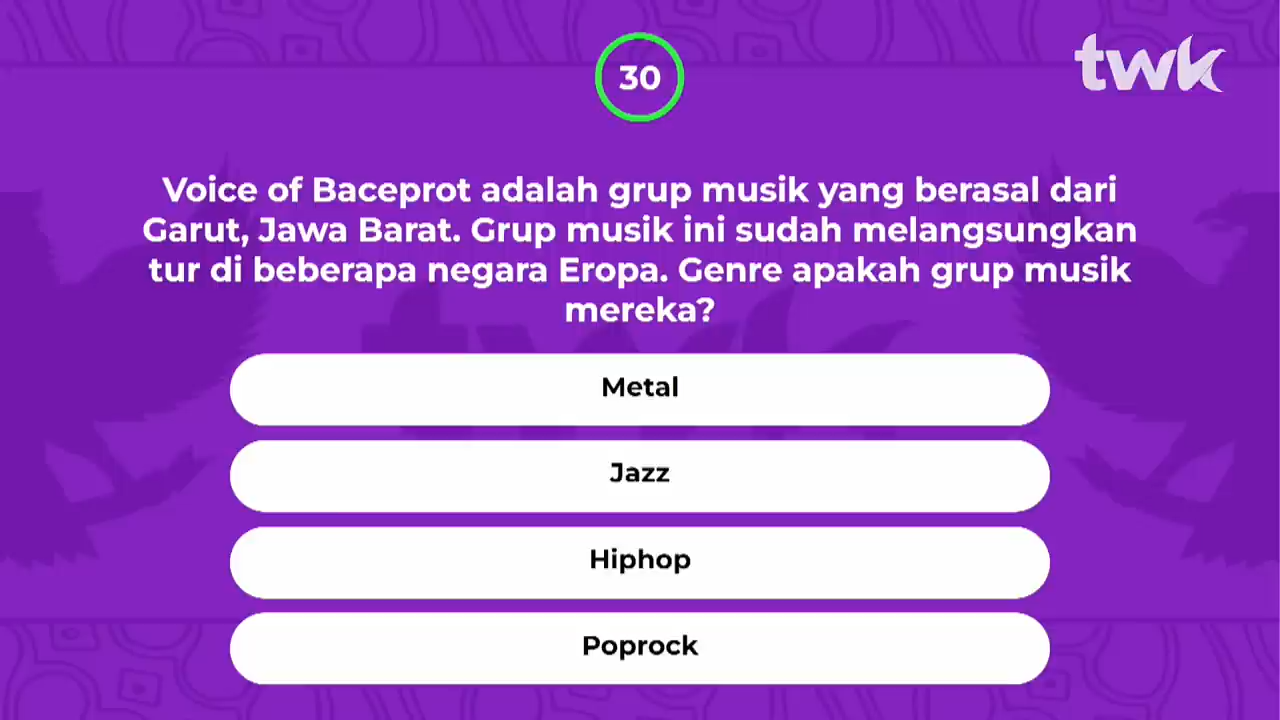 30
twk
Voice of Baceprot adalah grup musik yang berasal dari
Garut, Jawa Barat. Grup musik ini sudah melangsungkan
tur di beberapa negara Eropa. Genre apakah grup musik
mereka?
Metal
Jazz
Hiphop
Poprock